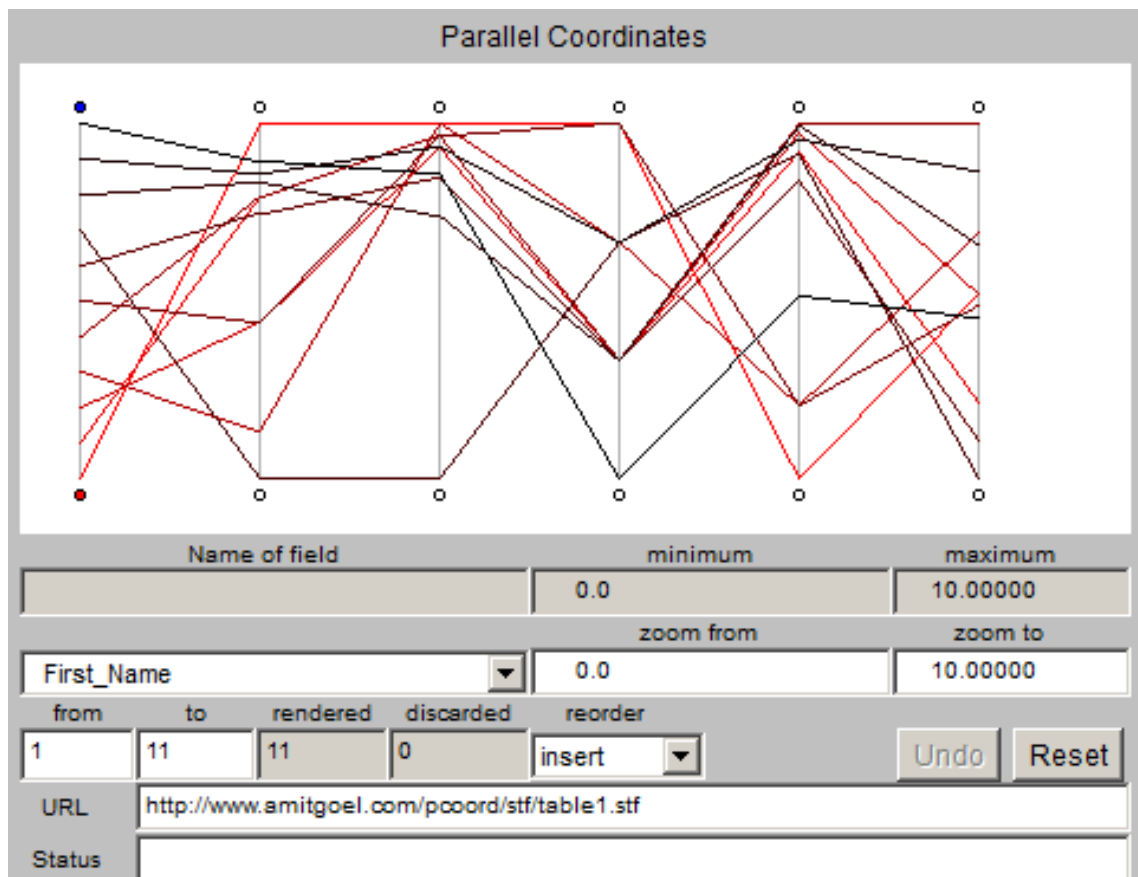 Parallel Coordinates
Name of field minimum maximum
0.0 10.00000
zoom from zoom to
First_Name 0.0 10.00000
from to rendered discarded reorder
1 11 11 0 insert Undo Reset
URL http://www.amitgoel.com/pcoord/stf/table1.stf
Status